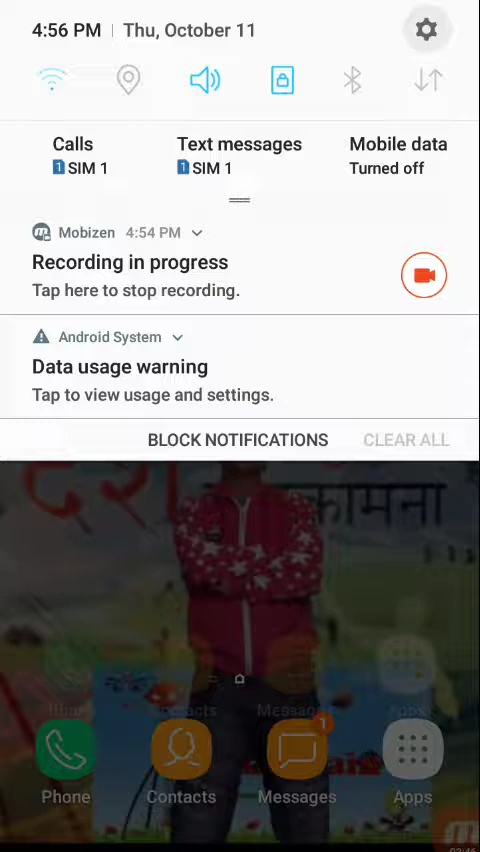 4:56 PM | Thu, October 11
Calls
1 SIM 1
Text messages
1 SIM 1
Mobile data
Turned off
Mobizen 4:54 PM
Recording in progress
Tap here to stop recording.
Android System
Data usage warning
Tap to view usage and settings.
BLOCK NOTIFICATIONS
CLEAR ALL
कामना
1
Phone
Contacts
Messages
Apps